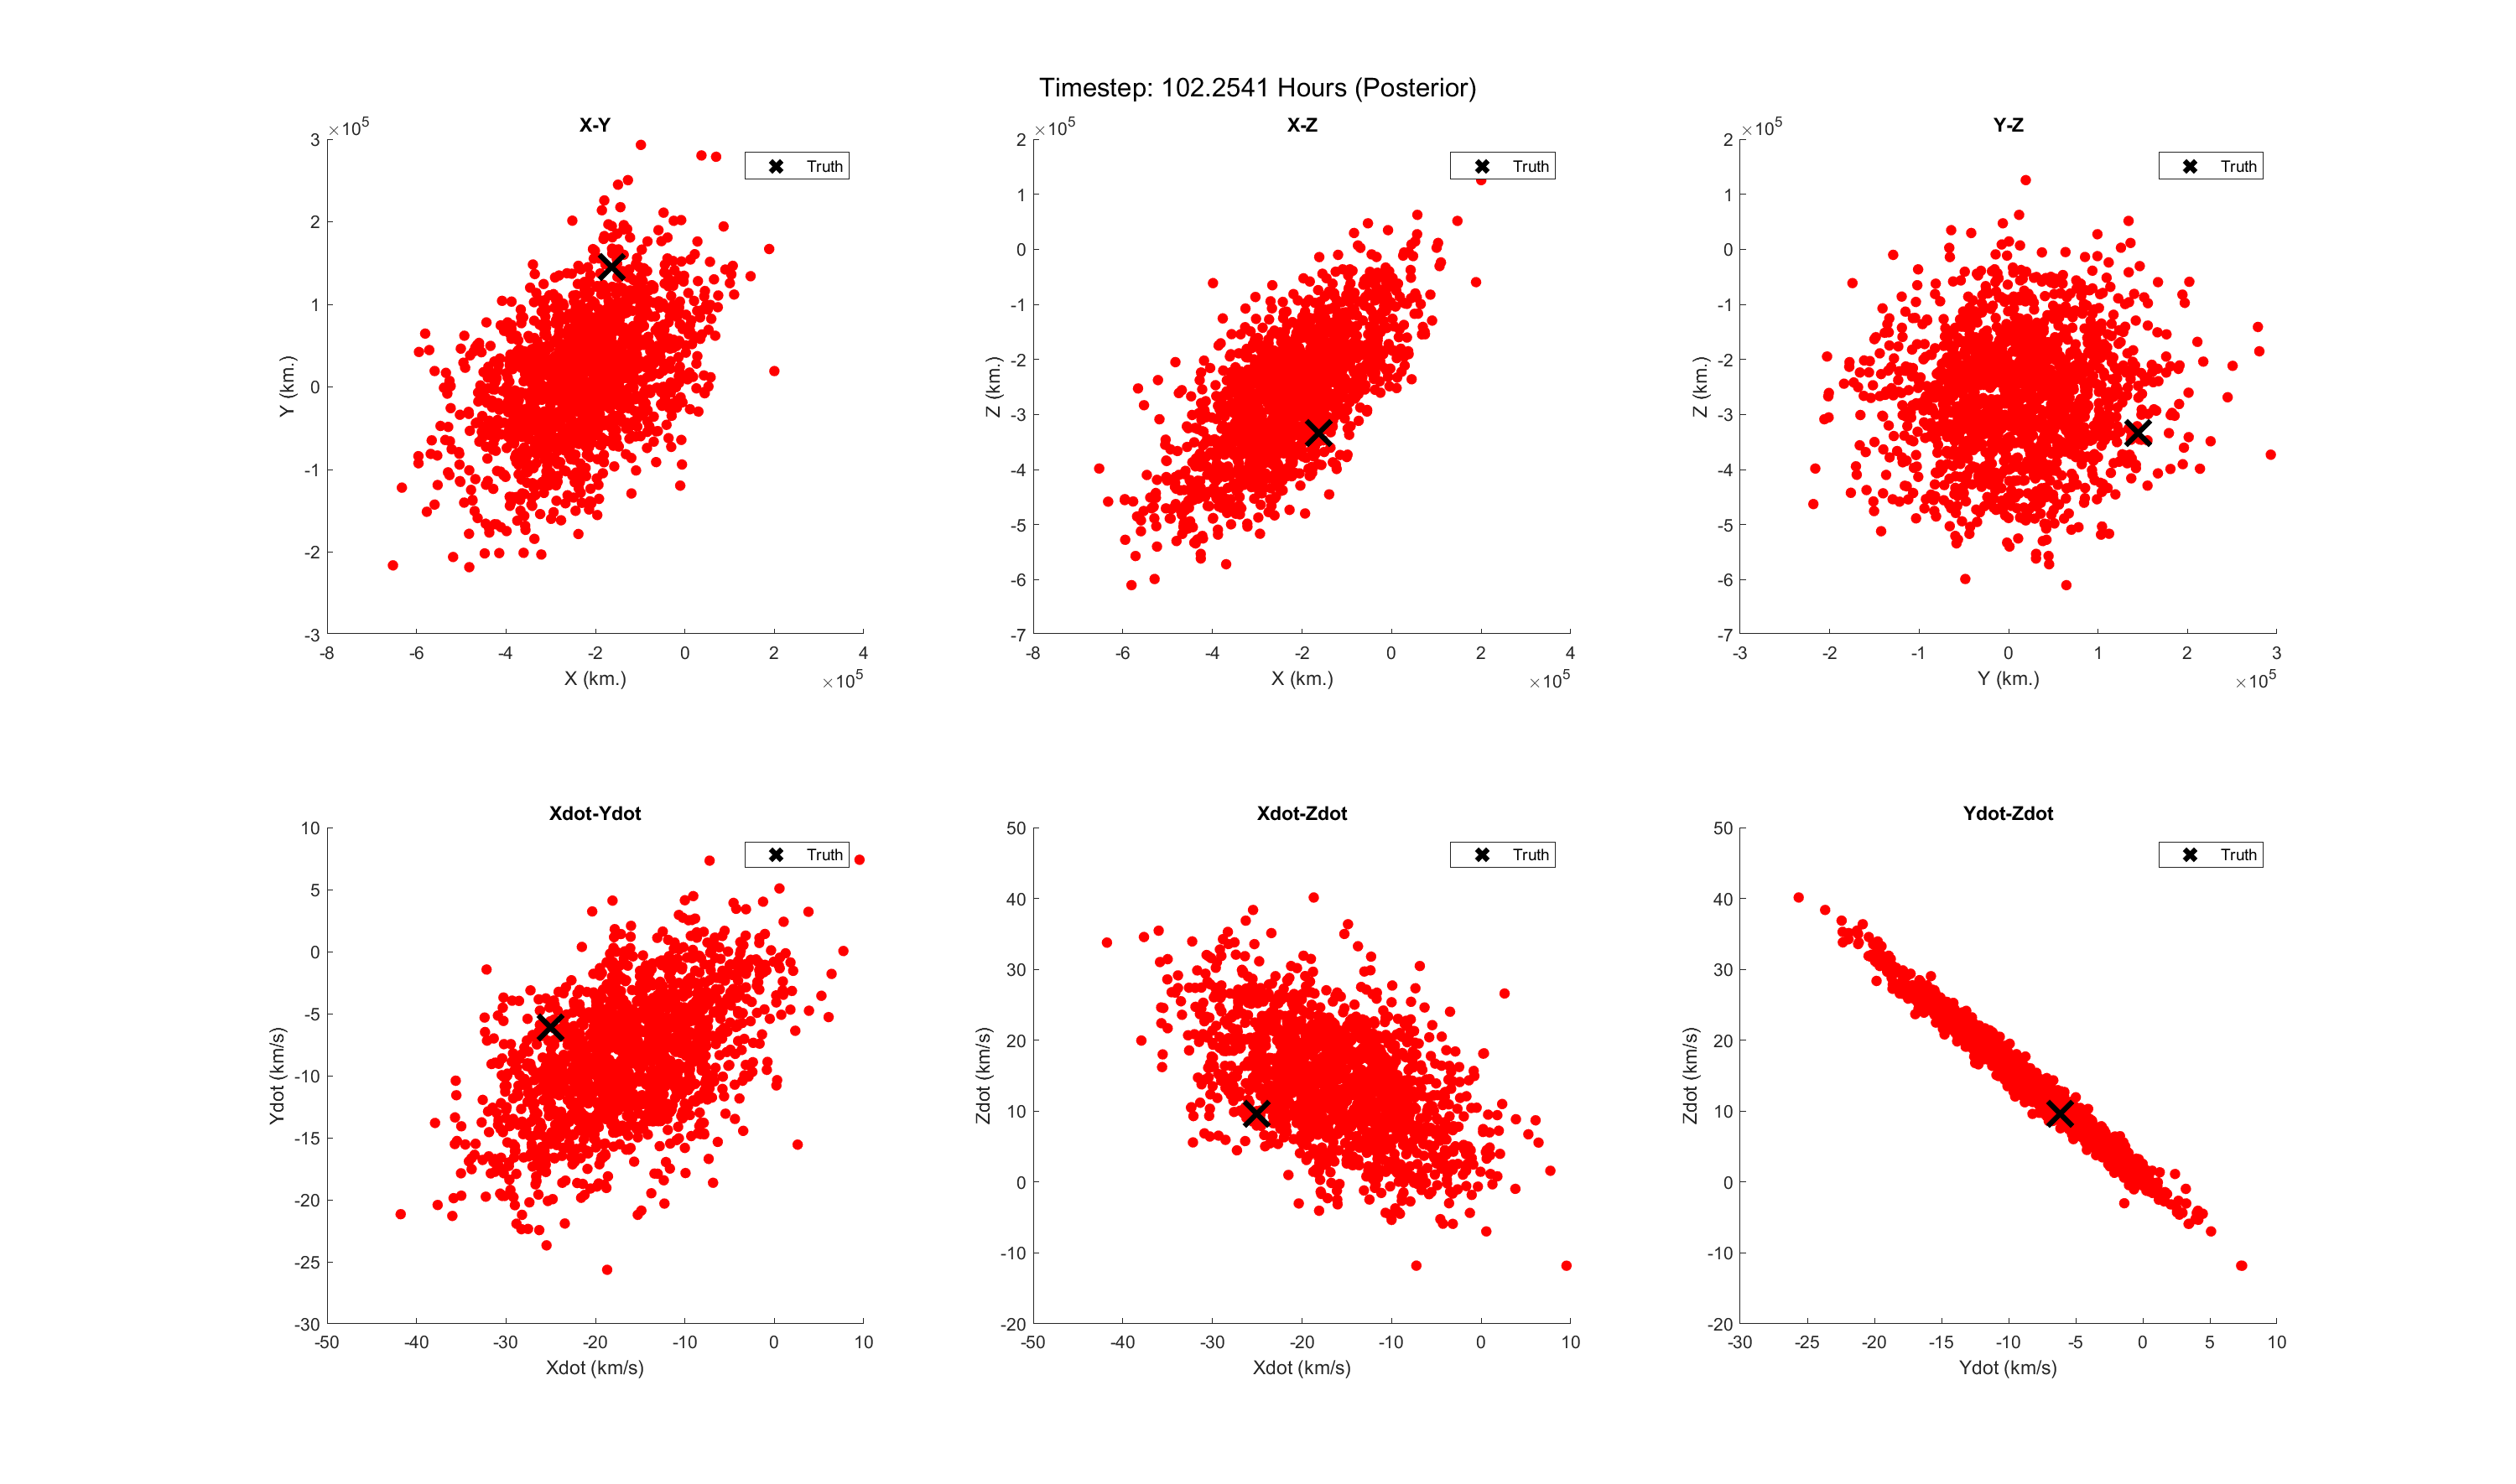 Timestep: 102.2541 Hours (Posterior)
X-Y
×10^5
3
2
1
0
-1
-2
-3
Y (km.)
Truth
-8 -6 -4 -2 0 2 4
X (km.)
×10^5
X-Z
×10^5
2
1
0
-1
-2
-3
-4
-5
-6
-7
Z (km.)
Truth
-8 -6 -4 -2 0 2 4
X (km.)
×10^5
Y-Z
×10^5
2
1
0
-1
-2
-3
-4
-5
-6
-7
Z (km.)
Truth
-3 -2 -1 0 1 2 3
Y (km.)
×10^5
Xdot-Ydot
10
5
0
-5
-10
-15
-20
-25
-30
Ydot (km/s)
Truth
-50 -40 -30 -20 -10 0 10
Xdot (km/s)
Xdot-Zdot
50
40
30
20
10
0
-10
-20
Zdot (km/s)
Truth
-50 -40 -30 -20 -10 0 10
Xdot (km/s)
Ydot-Zdot
50
40
30
20
10
0
-10
-20
Zdot (km/s)
Truth
-30 -25 -20 -15 -10 -5 0 5 10
Ydot (km/s)